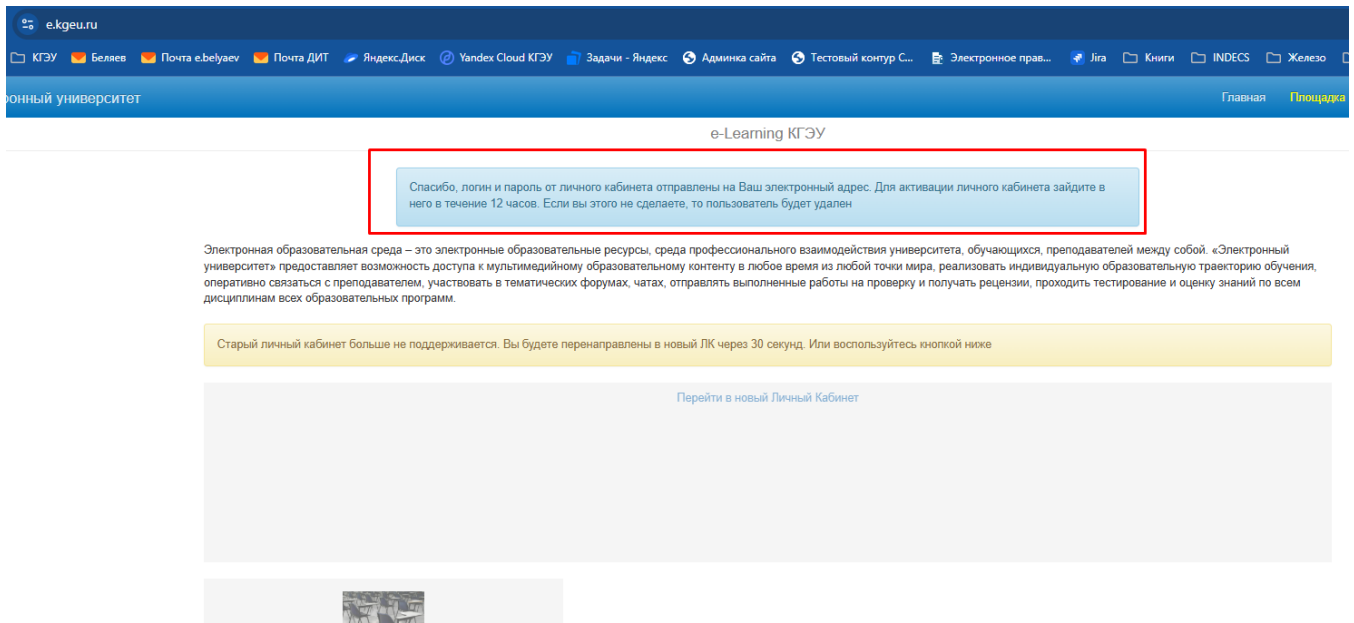 e.kgeu.ru
КГЭУ Беляев Почта e.belyaev Почта ДИТ Яндекс.Диск Yandex Cloud КГЭУ Задачи - Яндекс Админка сайта Тестовый контур С... Электронное прав... Jira Книги INDECS Железо
ронный университет Главная Площадка
e-Learning КГЭУ
Спасибо, логин и пароль от личного кабинета отправлены на Ваш электронный адрес. Для активации личного кабинета зайдите в
него в течение 12 часов. Если вы этого не сделаете, то пользователь будет удален
Электронная образовательная среда – это электронные образовательные ресурсы, среда профессионального взаимодействия университета, обучающихся, преподавателей между собой. «Электронный
университет» предоставляет возможность доступа к мультимедийному образовательному контенту в любое время из любой точки мира, реализовать индивидуальную образовательную траекторию обучения,
оперативно связаться с преподавателем, участвовать в тематических форумах, чатах, отправлять выполненные работы на проверку и получать рецензии, проходить тестирование и оценку знаний по всем
дисциплинам всех образовательных программ.
Старый личный кабинет больше не поддерживается. Вы будете перенаправлены в новый ЛК через 30 секунд. Или воспользуйтесь кнопкой ниже
Перейти в новый Личный Кабинет